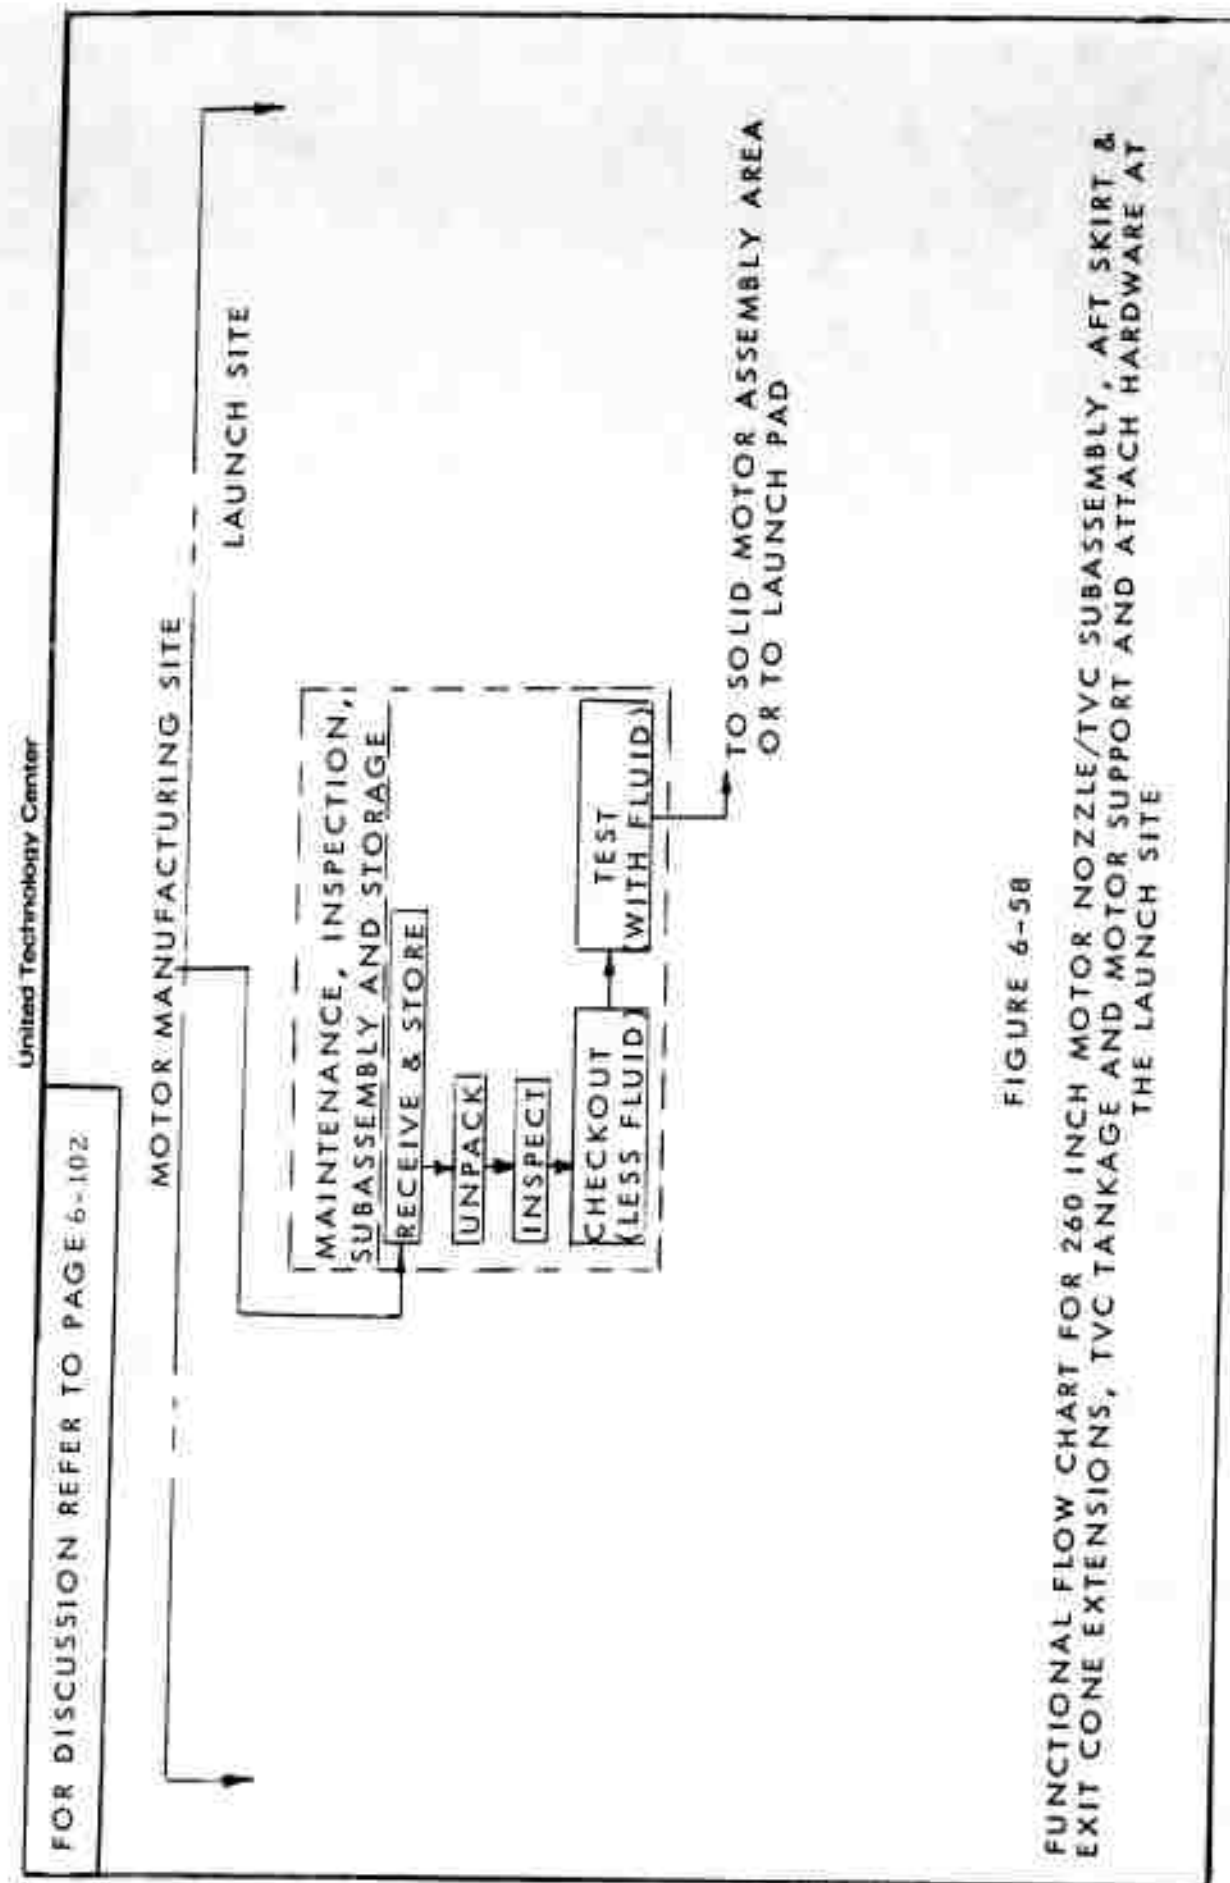 United Technology Center
FOR DISCUSSION REFER TO PAGE 6-102
MOTOR MANUFACTURING SITE
LAUNCH SITE
MAINTENANCE, INSPECTION,
SUBASSEMBLY AND STORAGE
RECEIVE & STORE
UNPACK
INSPECT
CHECKOUT
(LESS FLUID)
TEST
(WITH FLUID)
TO SOLID MOTOR ASSEMBLY AREA
OR TO LAUNCH PAD
FIGURE 6-58
FUNCTIONAL FLOW CHART FOR 260 INCH MOTOR NOZZLE/TVC SUBASSEMBLY, AFT SKIRT &
EXIT CONE EXTENSIONS, TVC TANKAGE AND MOTOR SUPPORT AND ATTACH HARDWARE AT
THE LAUNCH SITE